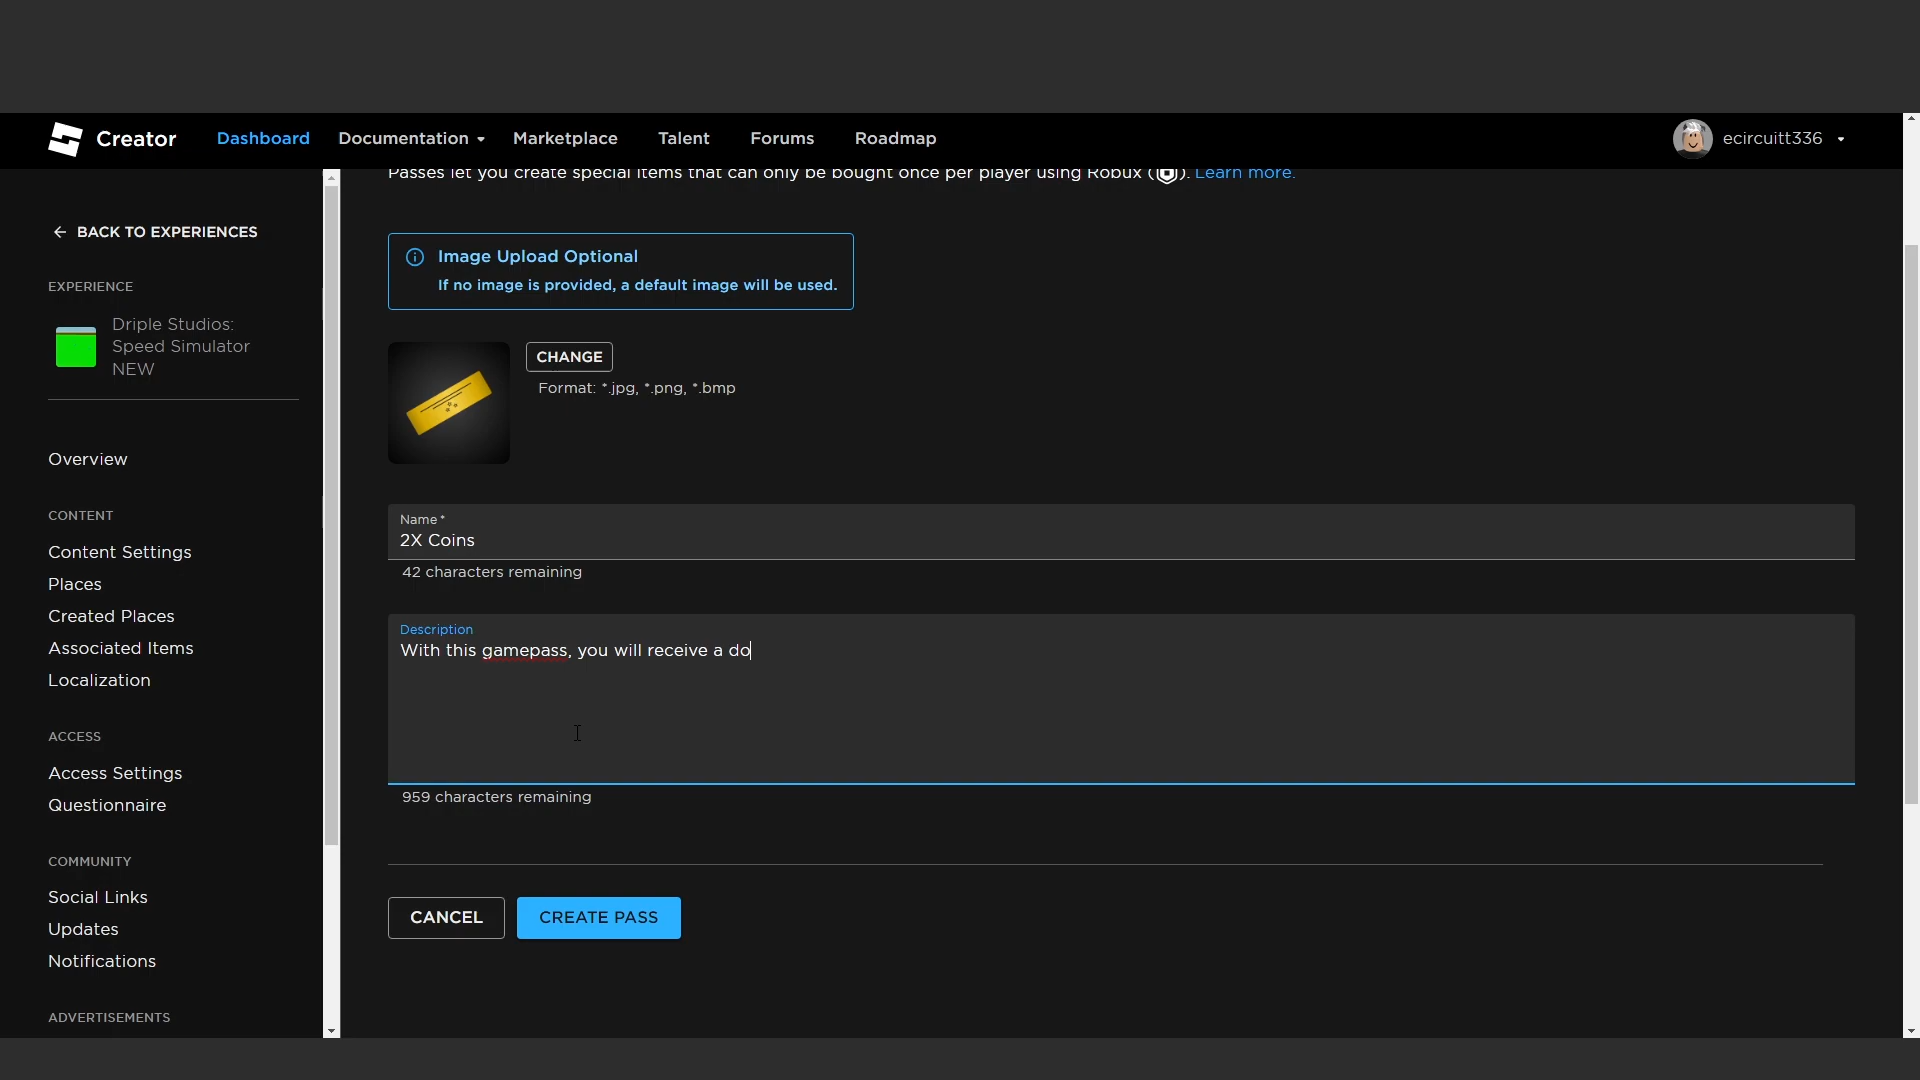 Creator
Dashboard
Documentation
Marketplace
Talent
Forums
Roadmap
ecircuitt336
Passes let you create special items that can only be bought once per player using Robux ( ). Learn more.
BACK TO EXPERIENCES
EXPERIENCE
Driple Studios:
Speed Simulator
NEW
Overview
CONTENT
Content Settings
Places
Created Places
Associated Items
Localization
ACCESS
Access Settings
Questionnaire
COMMUNITY
Social Links
Updates
Notifications
ADVERTISEMENTS
Image Upload Optional
If no image is provided, a default image will be used.
CHANGE
Format: *.jpg, *.png, *.bmp
Name *
2X Coins
42 characters remaining
Description
With this gamepass, you will receive a do
959 characters remaining
CANCEL
CREATE PASS